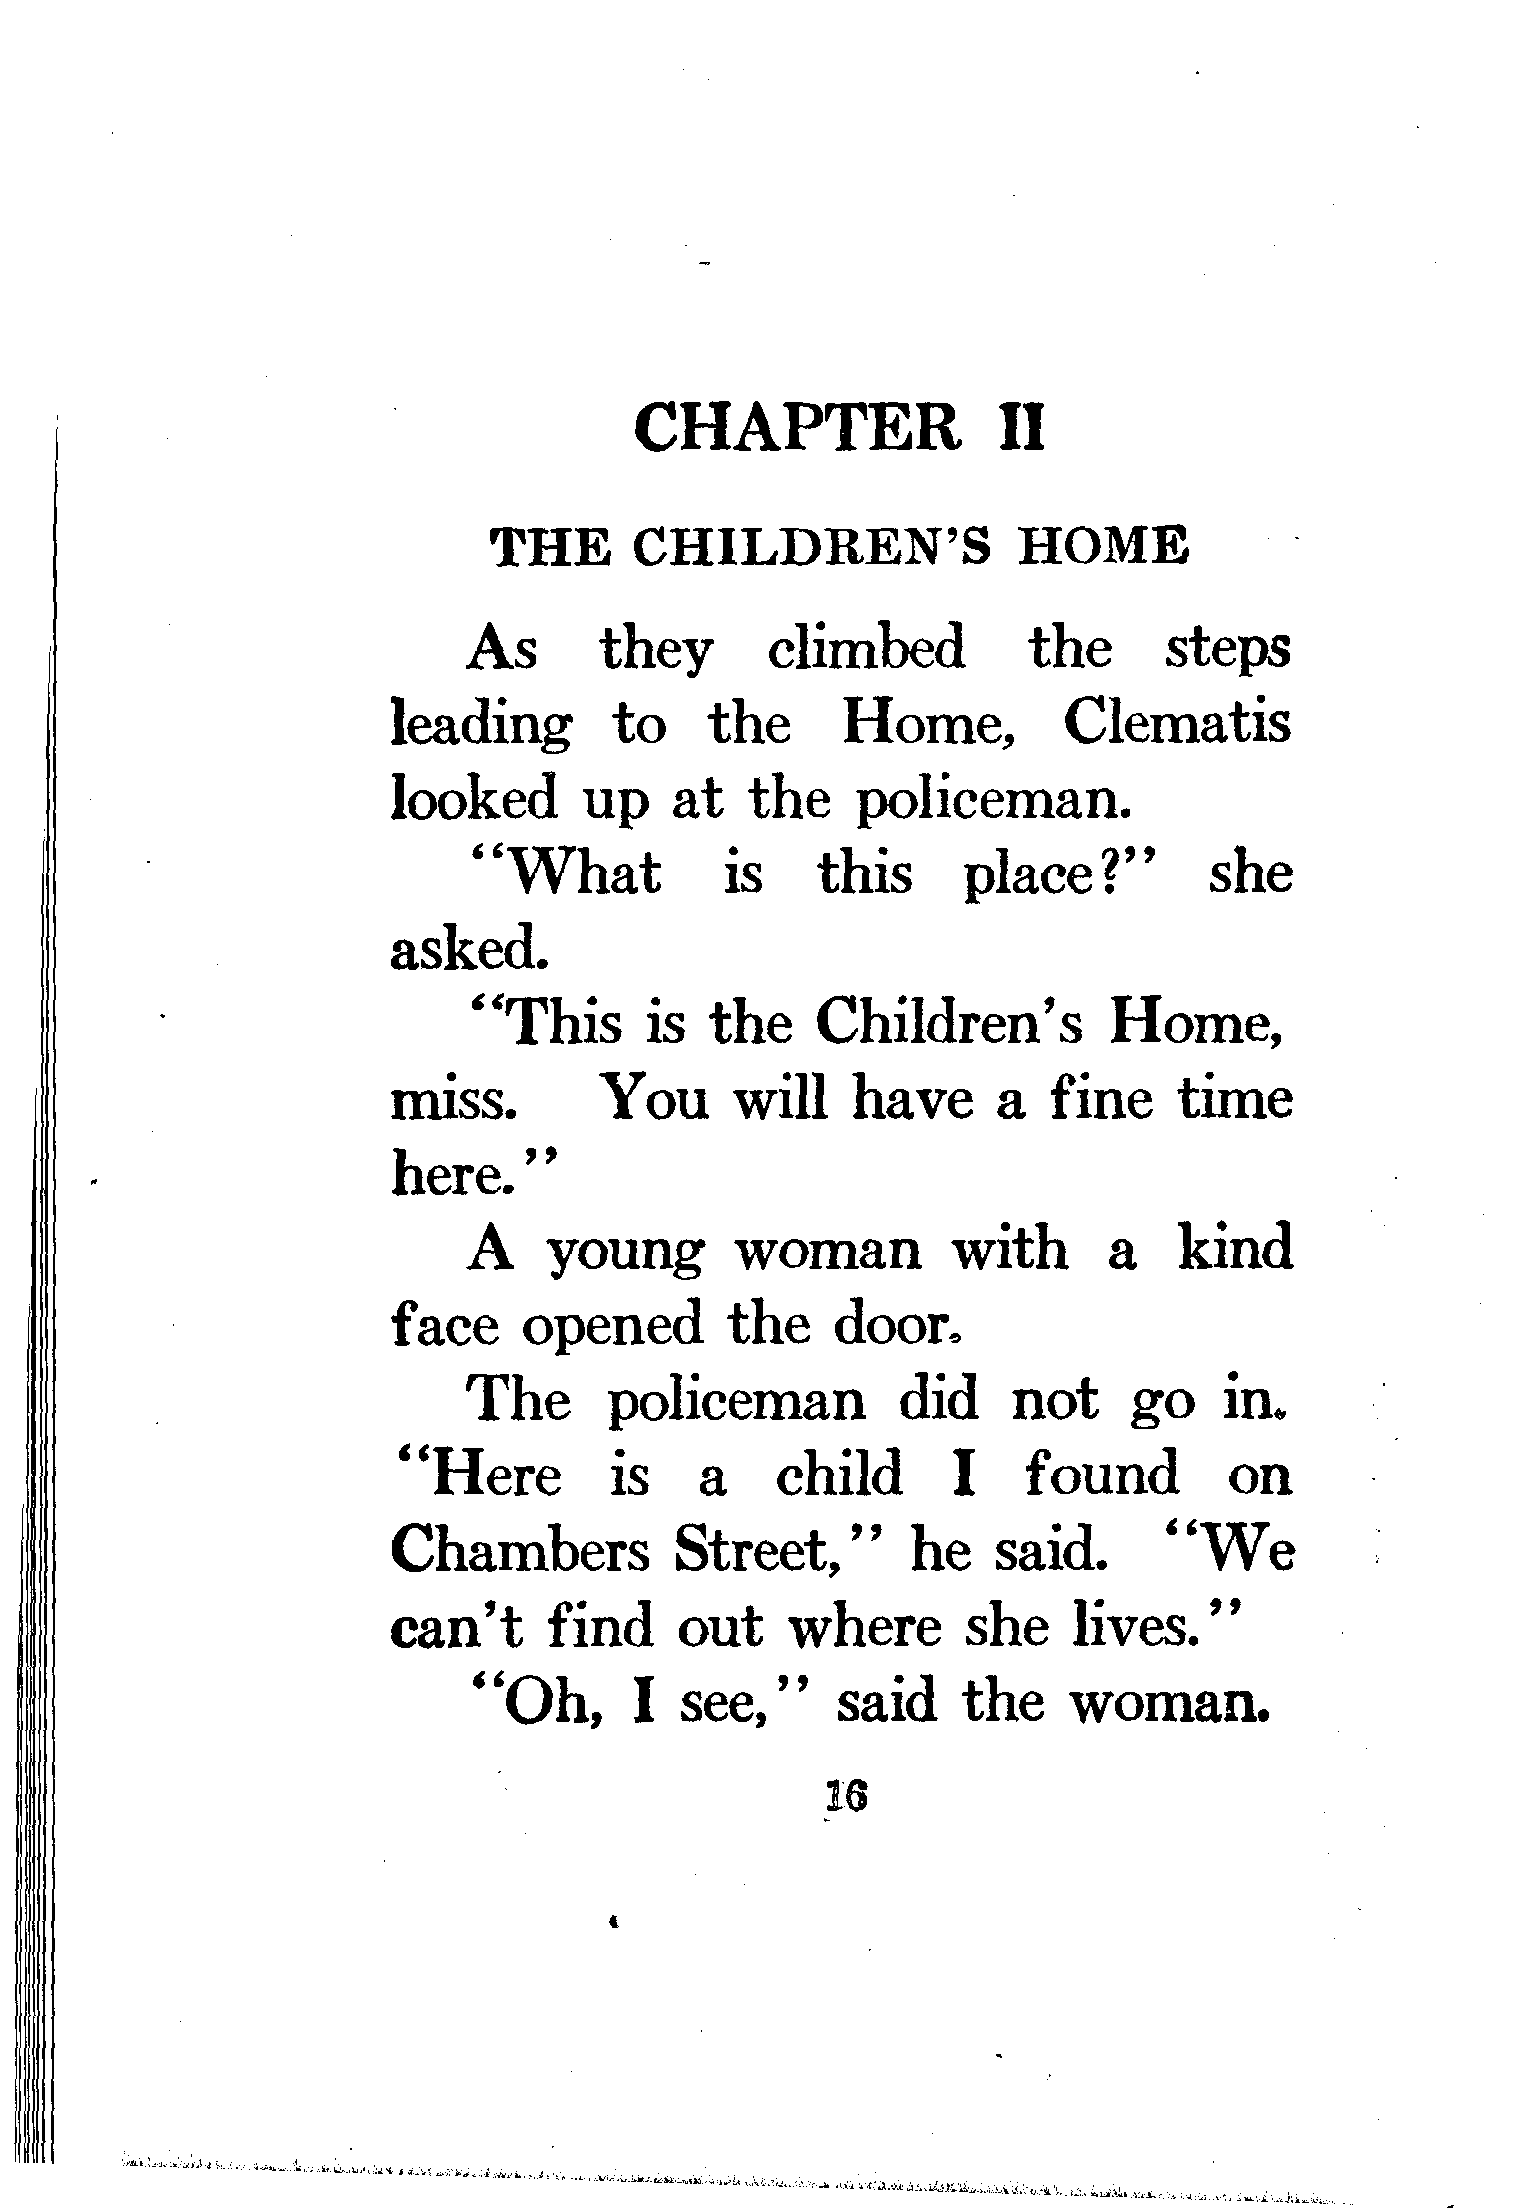 CHAPTER II
THE CHILDREN'S HOME
As they climbed the steps
leading to the Home, Clematis
looked up at the policeman.
"What is this place?" she
asked.
"This is the Children's Home,
miss. You will have a fine time
here."
A young woman with a kind
face opened the door.
The policeman did not go in.
"Here is a child I found on
Chambers Street," he said. "We
can't find out where she lives."
"Oh, I see," said the woman.
16